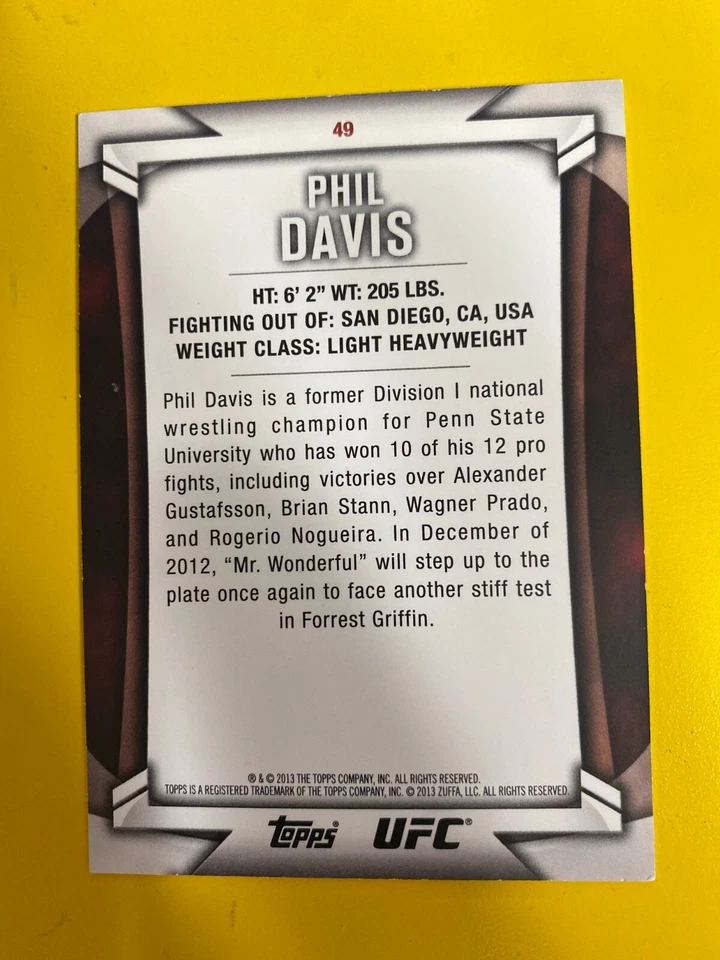 49
PHIL
DAVIS
HT: 6' 2" WT: 205 LBS.
FIGHTING OUT OF: SAN DIEGO, CA, USA
WEIGHT CLASS: LIGHT HEAVYWEIGHT
Phil Davis is a former Division I national
wrestling champion for Penn State
University who has won 10 of his 12 pro
fights, including victories over Alexander
Gustafsson, Brian Stann, Wagner Prado,
and Rogerio Nogueira. In December of
2012, “Mr. Wonderful” will step up to the
plate once again to face another stiff test
in Forrest Griffin.
® & © 2013 THE TOPPS COMPANY, INC. ALL RIGHTS RESERVED.
TOPPS IS A REGISTERED TRADEMARK OF THE TOPPS COMPANY, INC. © 2013 ZUFFA, LLC. ALL RIGHTS RESERVED.
topps® UFC®